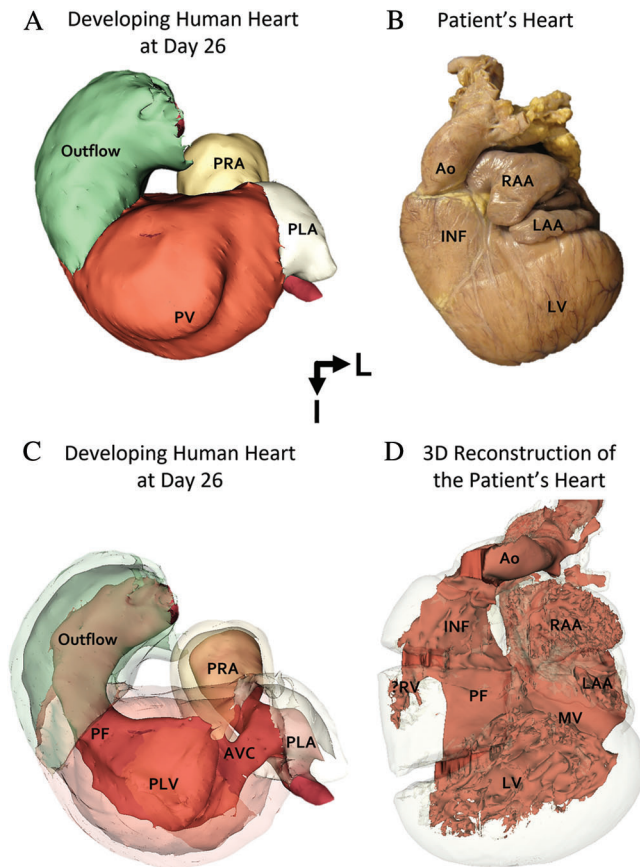 A
Developing Human Heart
at Day 26
Outflow
PRA
PLA
PV
B
Patient's Heart
Ao
RAA
LAA
INF
LV
L
I
C
Developing Human Heart
at Day 26
Outflow
PRA
PF
AVC
PLA
PLV
D
3D Reconstruction of
the Patient's Heart
Ao
INF
RAA
?RV
PF
LAA
MV
LV